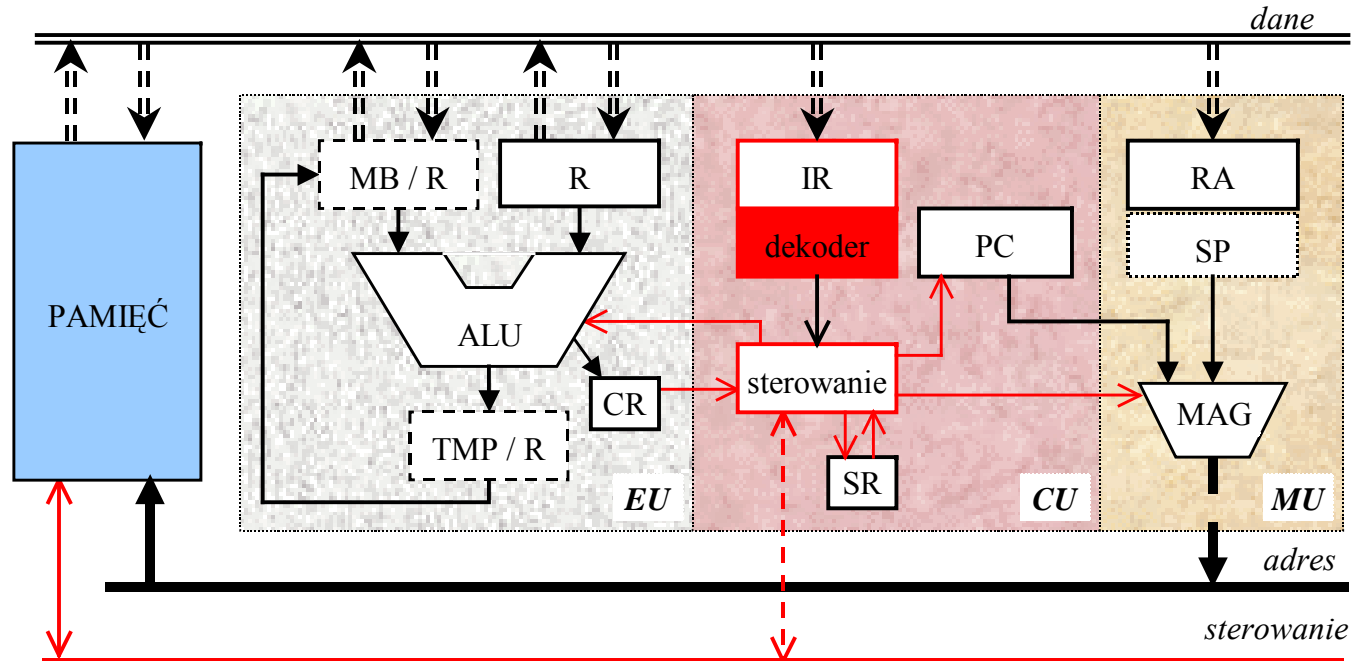 dane
MB / R
R
IR
RA
dekoder
PC
SP
PAMIĘĆ
ALU
sterowanie
CR
MAG
TMP / R
SR
EU
CU
MU
adres
sterowanie